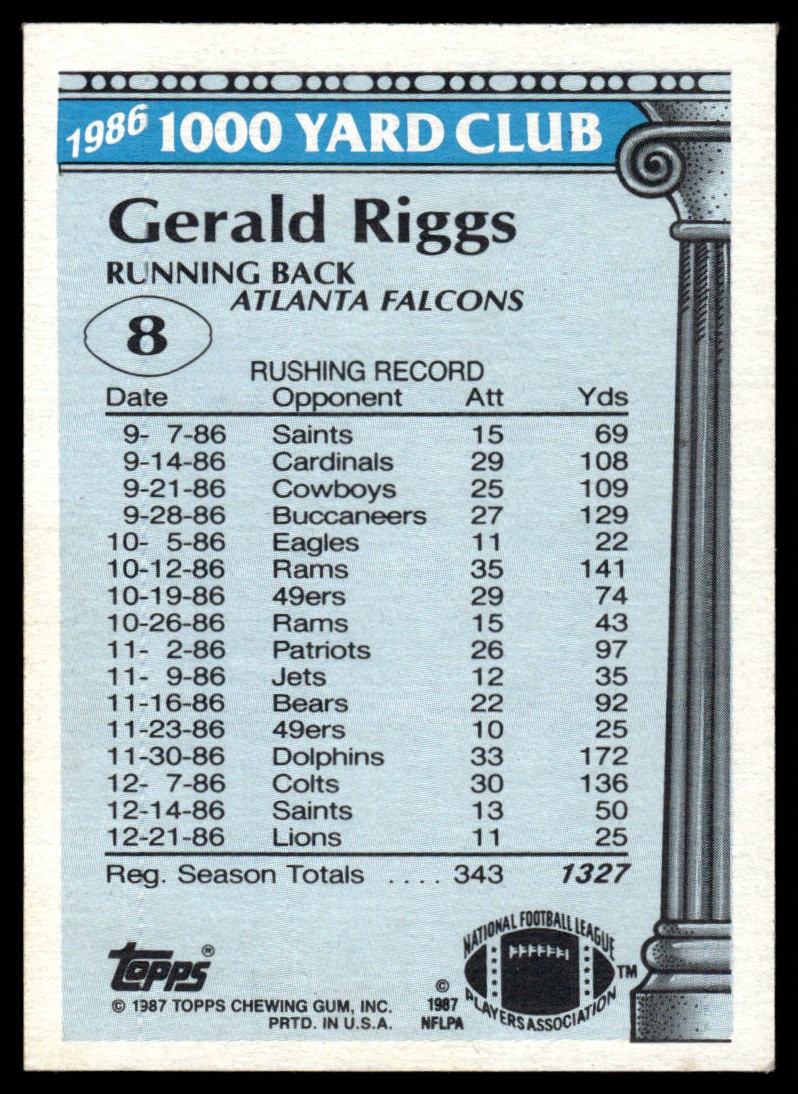 1986 1000 YARD CLUB
Gerald Riggs
RUNNING BACK
ATLANTA FALCONS
8
RUSHING RECORD
Date Opponent Att Yds
9- 7-86 Saints 15 69
9-14-86 Cardinals 29 108
9-21-86 Cowboys 25 109
9-28-86 Buccaneers 27 129
10- 5-86 Eagles 11 22
10-12-86 Rams 35 141
10-19-86 49ers 29 74
10-26-86 Rams 15 43
11- 2-86 Patriots 26 97
11- 9-86 Jets 12 35
11-16-86 Bears 22 92
11-23-86 49ers 10 25
11-30-86 Dolphins 33 172
12- 7-86 Colts 30 136
12-14-86 Saints 13 50
12-21-86 Lions 11 25
Reg. Season Totals .... 343 1327
topps®
© 1987 TOPPS CHEWING GUM, INC.
PRTD. IN U.S.A.
© 1987 NFLPA
NATIONAL FOOTBALL LEAGUE
PLAYERS ASSOCIATION
TM